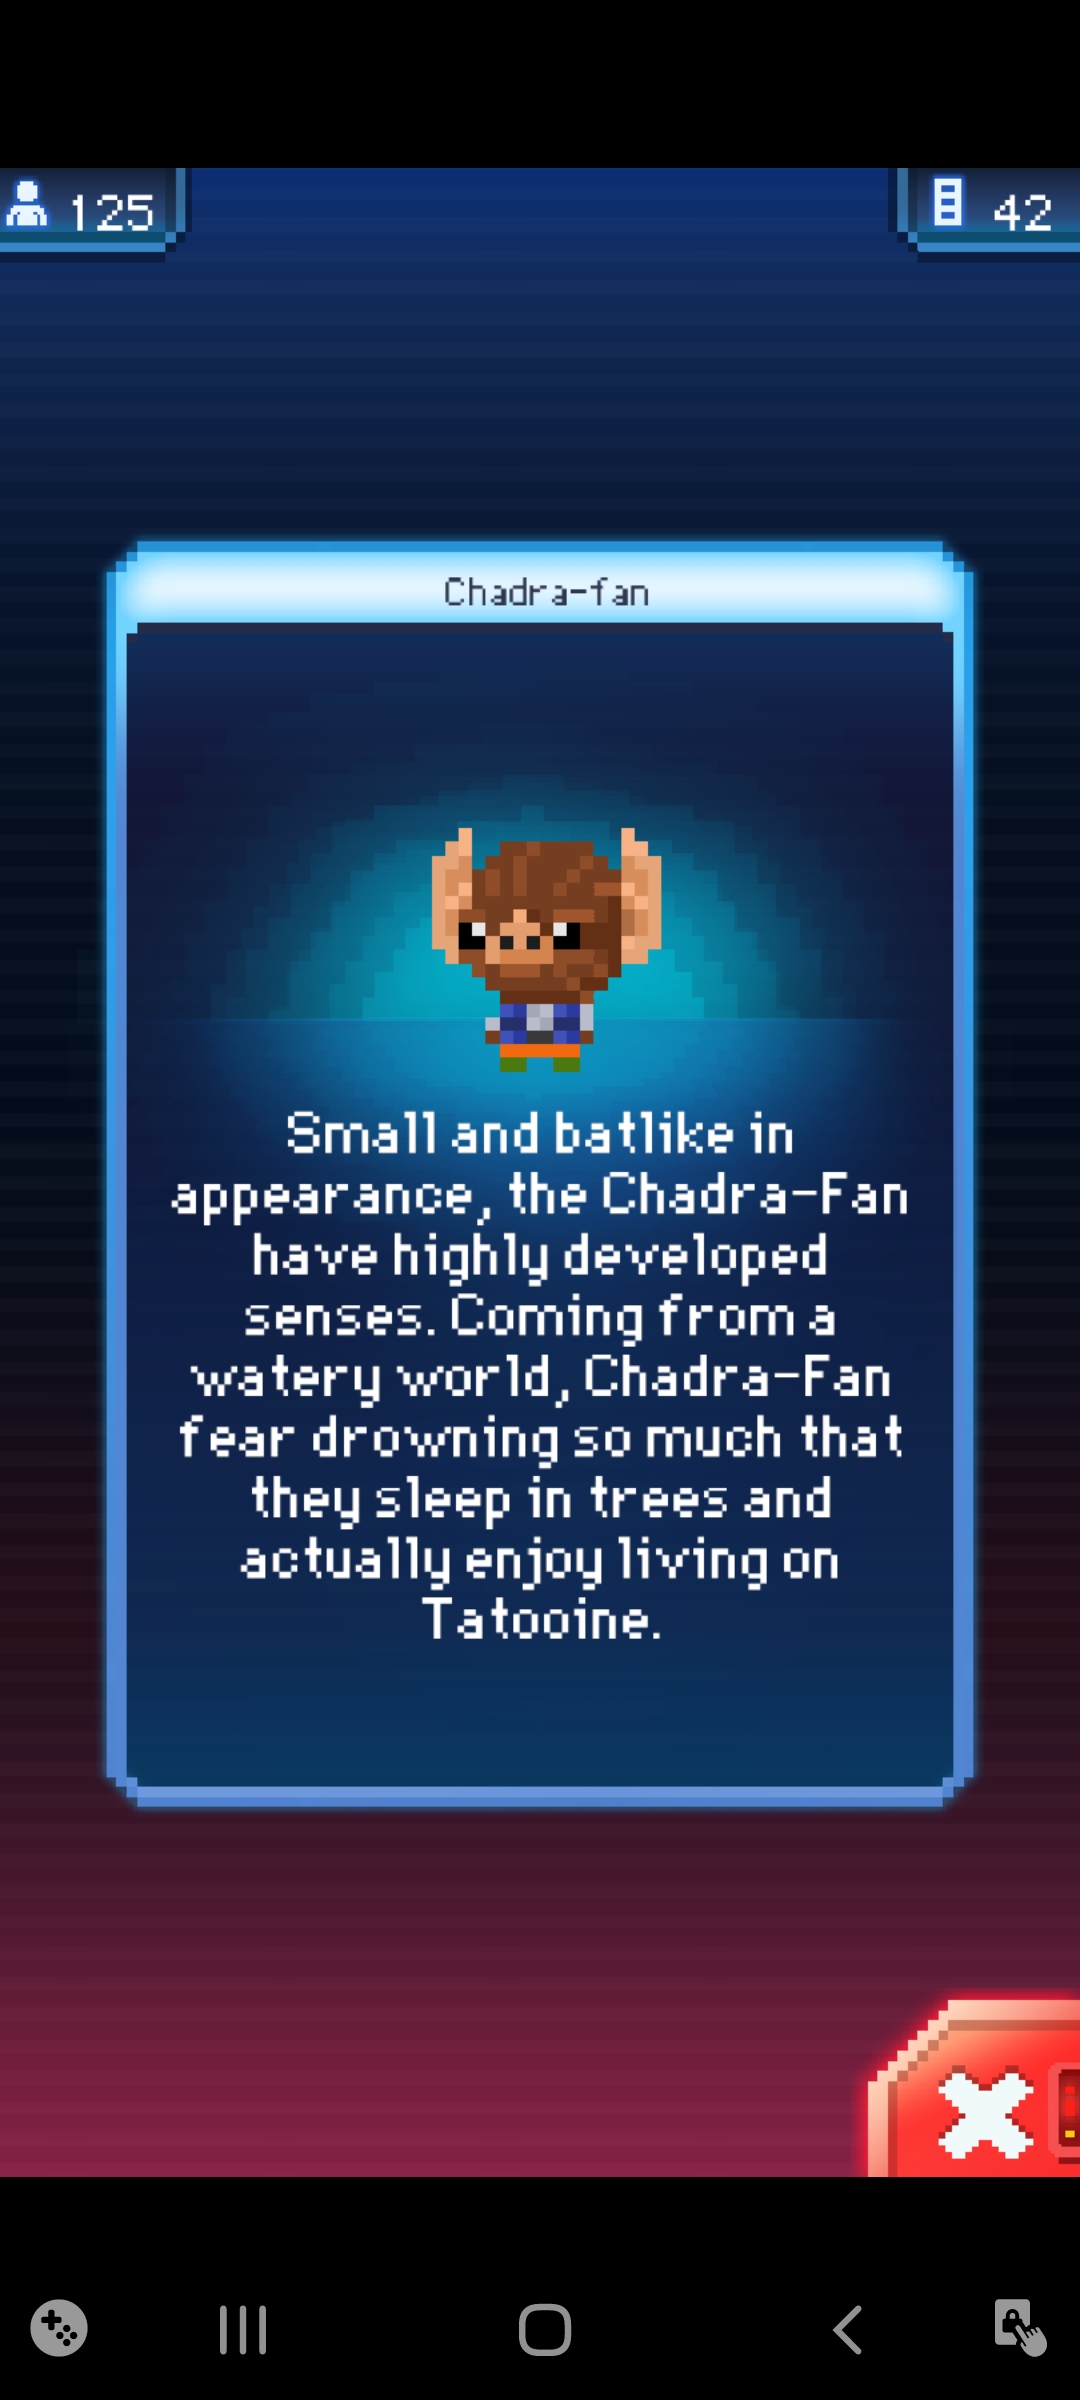 125
42
Chadra-fan
Small and batlike in
appearance, the Chadra-Fan
have highly developed
senses. Coming from a
watery world, Chadra-Fan
fear drowning so much that
they sleep in trees and
actually enjoy living on
Tatooine.